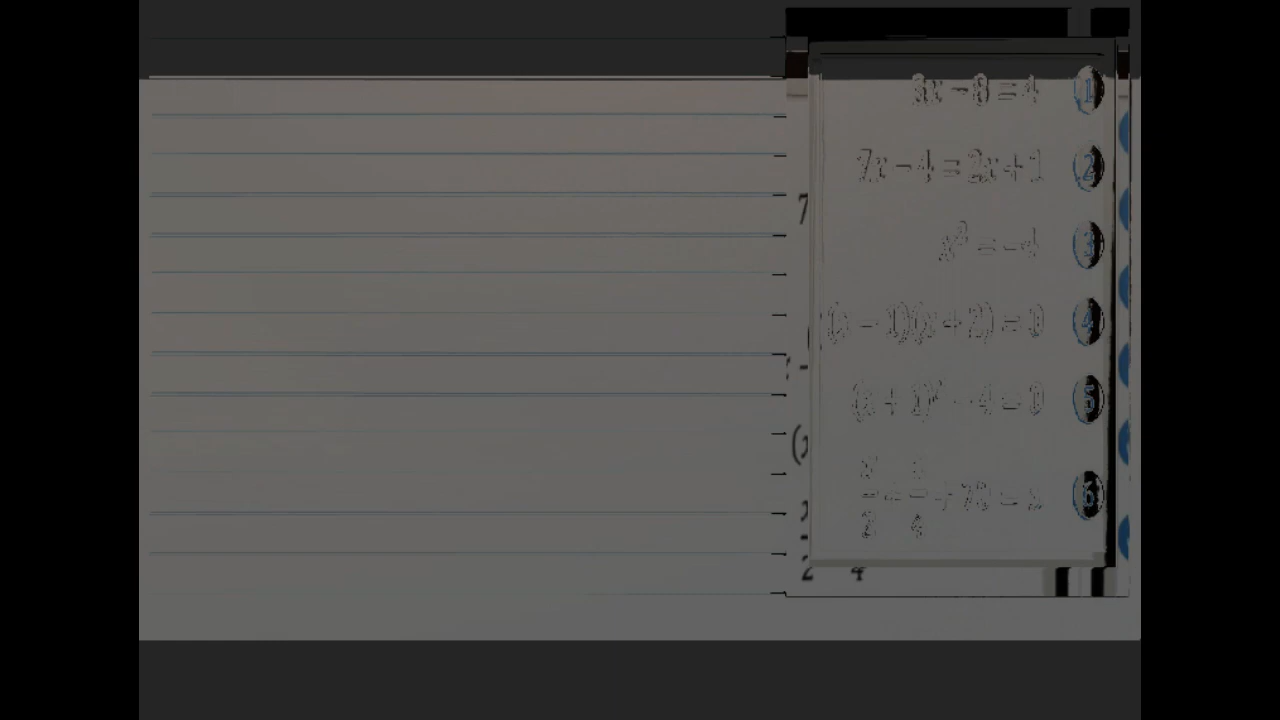 3x − 8 = 4 1
7x − 4 = 2x + 1 2
x² = −4 3
(x − 1)(x + 2) = 0 4
(x + 1)² − 4 = 0 5
6